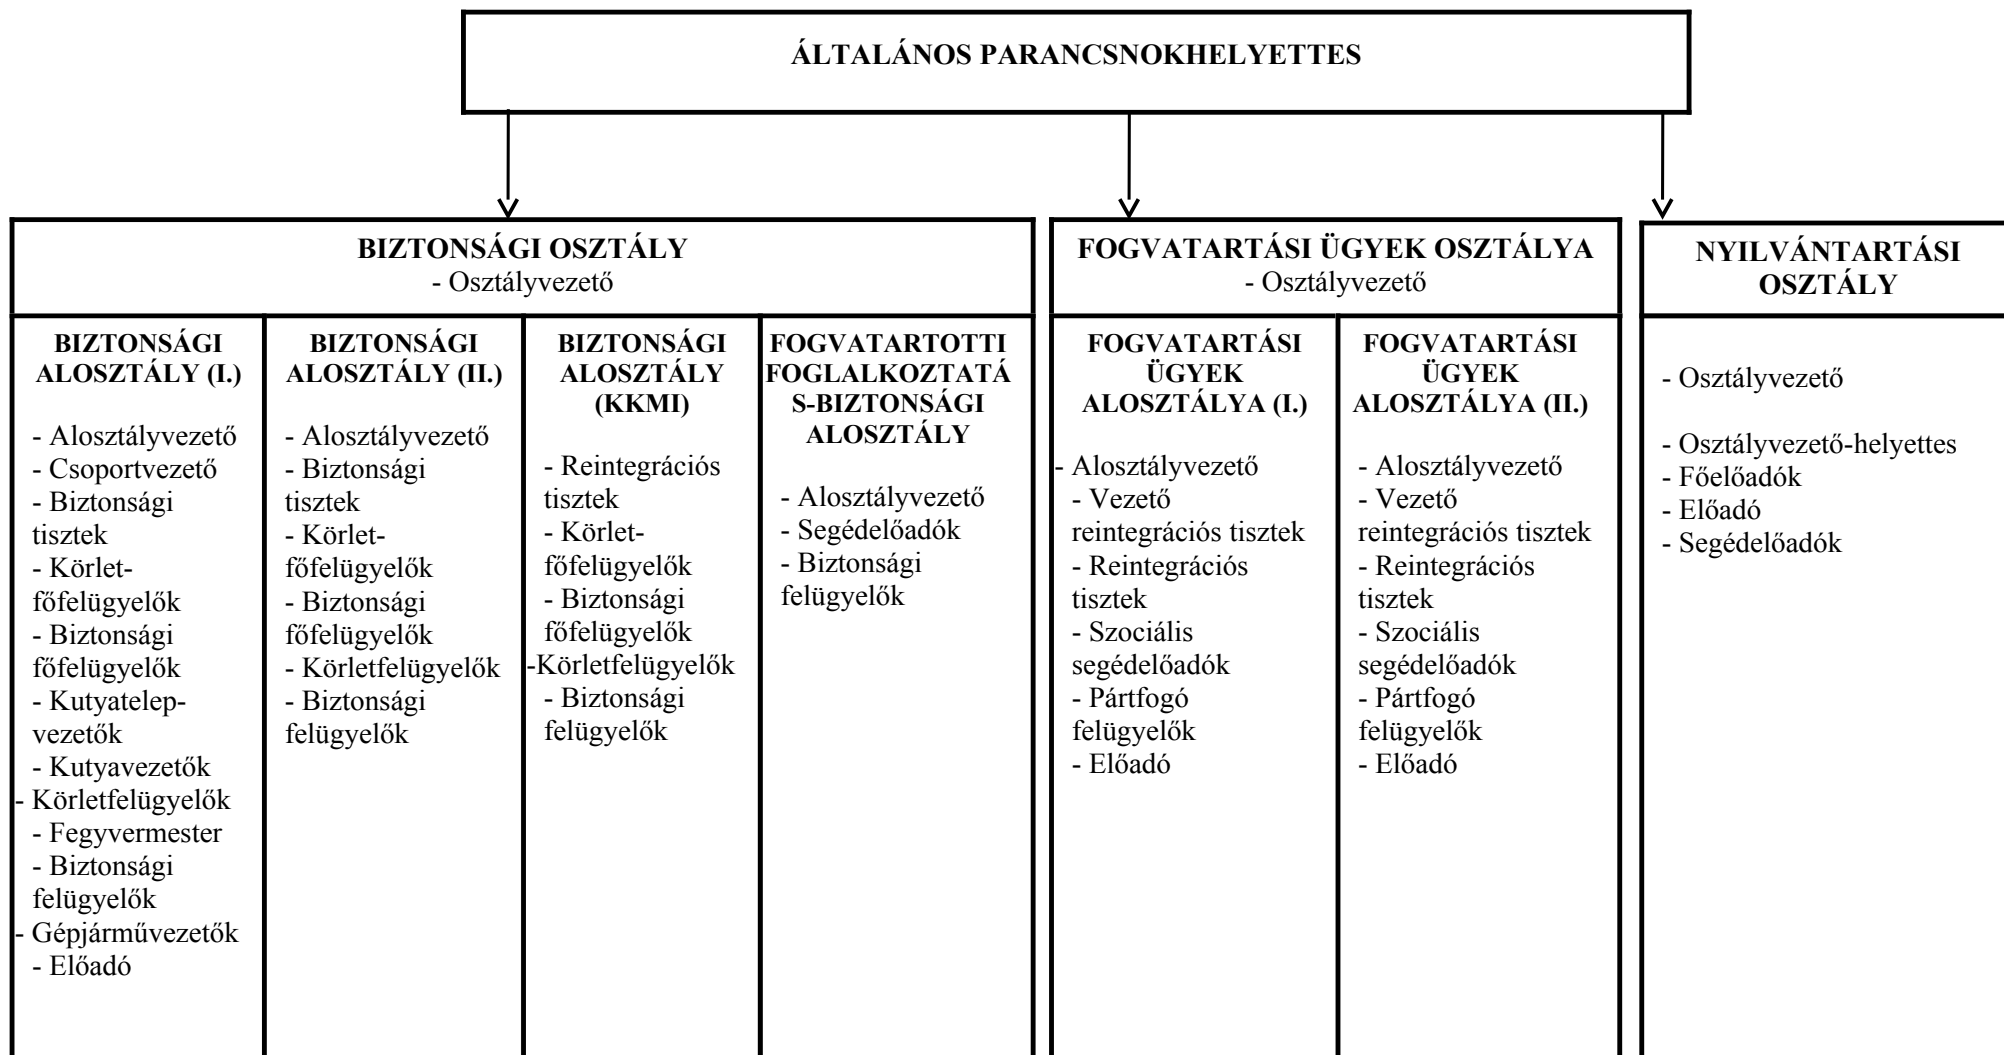 ÁLTALÁNOS PARANCSNOKHELYETTES
BIZTONSÁGI OSZTÁLY
- Osztályvezető
BIZTONSÁGI
ALOSZTÁLY (I.)
- Alosztályvezető
- Csoportvezető
- Biztonsági
tisztek
- Körlet-
főfelügyelők
- Biztonsági
főfelügyelők
- Kutyatelep-
vezetők
- Kutyavezetők
- Körletfelügyelők
- Fegyvermester
- Biztonsági
felügyelők
- Gépjárművezetők
- Előadó
BIZTONSÁGI
ALOSZTÁLY (II.)
- Alosztályvezető
- Biztonsági
tisztek
- Körlet-
főfelügyelők
- Biztonsági
főfelügyelők
- Körletfelügyelők
- Biztonsági
felügyelők
BIZTONSÁGI
ALOSZTÁLY
(KKMI)
- Reintegrációs
tisztek
- Körlet-
főfelügyelők
- Biztonsági
főfelügyelők
-Körletfelügyelők
- Biztonsági
felügyelők
FOGVATARTOTTI
FOGLALKOZTATÁ
S-BIZTONSÁGI
ALOSZTÁLY
- Alosztályvezető
- Segédelőadók
- Biztonsági
felügyelők
FOGVATARTÁSI ÜGYEK OSZTÁLYA
- Osztályvezető
FOGVATARTÁSI
ÜGYEK
ALOSZTÁLYA (I.)
- Alosztályvezető
- Vezető
reintegrációs tisztek
- Reintegrációs
tisztek
- Szociális
segédelőadók
- Pártfogó
felügyelők
- Előadó
FOGVATARTÁSI
ÜGYEK
ALOSZTÁLYA (II.)
- Alosztályvezető
- Vezető
reintegrációs tisztek
- Reintegrációs
tisztek
- Szociális
segédelőadók
- Pártfogó
felügyelők
- Előadó
NYILVÁNTARTÁSI
OSZTÁLY
- Osztályvezető
- Osztályvezető-helyettes
- Főelőadók
- Előadó
- Segédelőadók